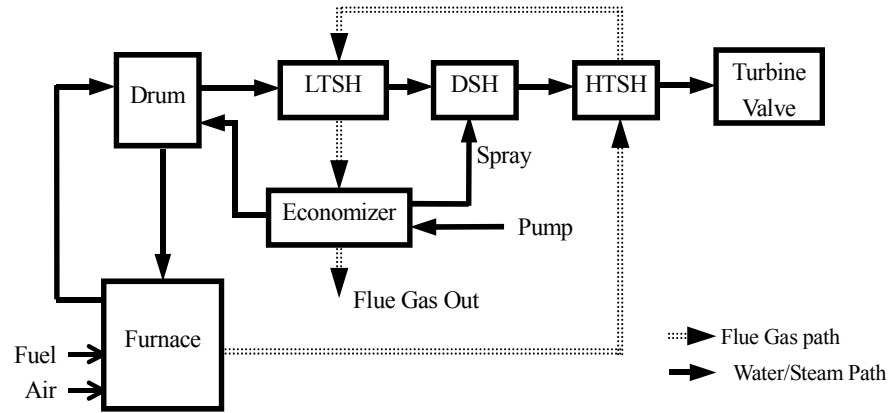 Drum
LTSH
DSH
HTSH
Turbine
Valve
Spray
Economizer
Pump
Flue Gas Out
Furnace
Fuel
Air
Flue Gas path
Water/Steam Path